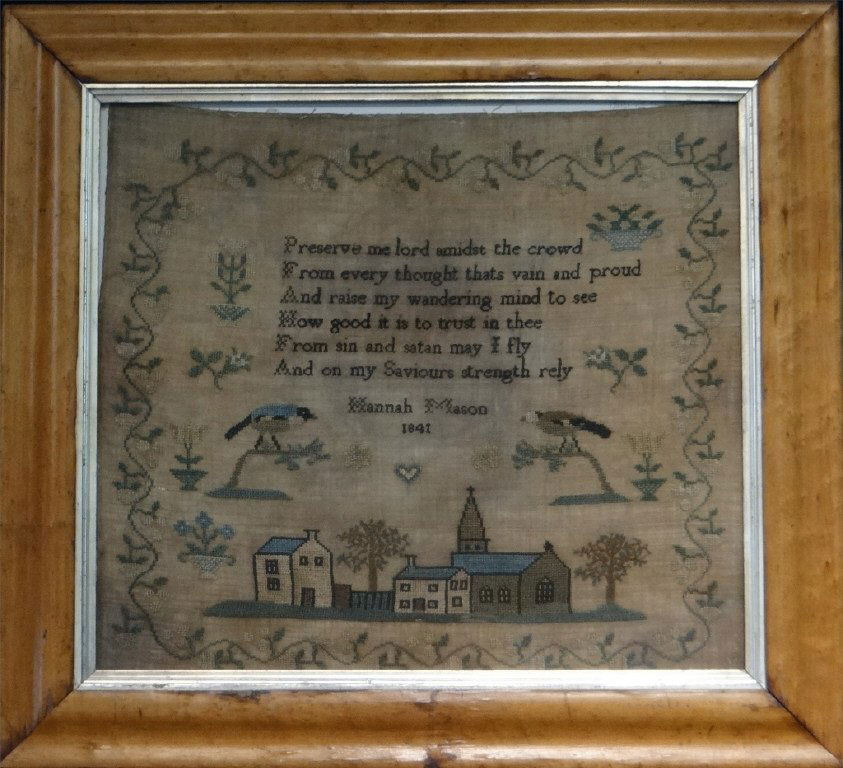 Preserve me lord amidst the crowd
From every thought thats vain and proud
And raise my wandering mind to see
How good it is to trust in thee
From sin and satan may I fly
And on my Saviours strength rely
Hannah Mason
1841